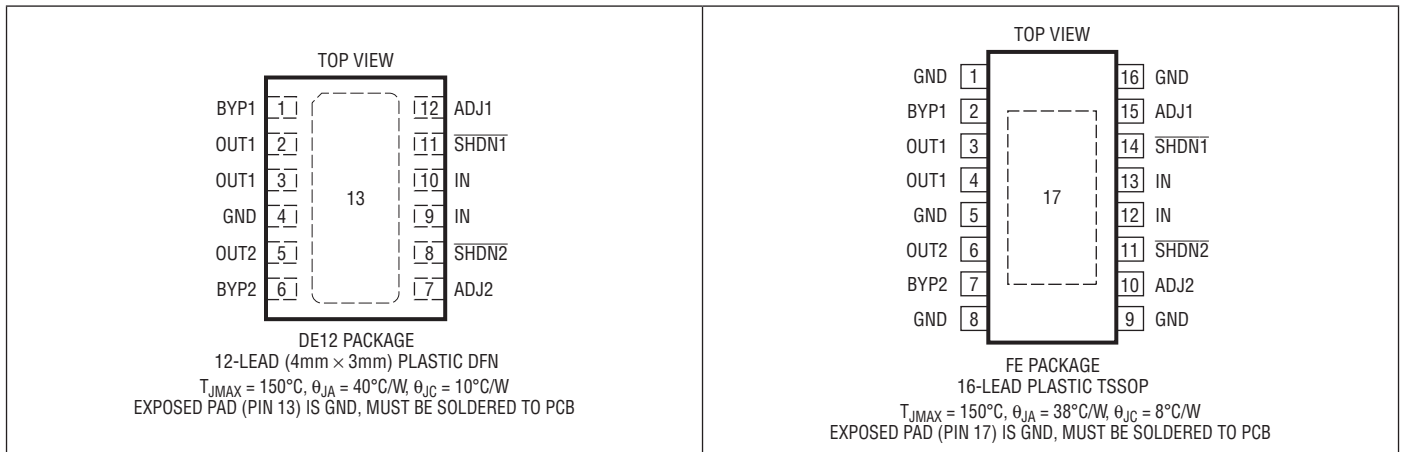 TOP VIEW
BYP1 1 12 ADJ1
OUT1 2 11 SHDN1
OUT1 3 10 IN
13
GND 4 9 IN
OUT2 5 8 SHDN2
BYP2 6 7 ADJ2
DE12 PACKAGE
12-LEAD (4mm × 3mm) PLASTIC DFN
TJMAX = 150°C, θJA = 40°C/W, θJC = 10°C/W
EXPOSED PAD (PIN 13) IS GND, MUST BE SOLDERED TO PCB
TOP VIEW
GND 1 16 GND
BYP1 2 15 ADJ1
OUT1 3 14 SHDN1
OUT1 4 13 IN
17
GND 5 12 IN
OUT2 6 11 SHDN2
BYP2 7 10 ADJ2
GND 8 9 GND
FE PACKAGE
16-LEAD PLASTIC TSSOP
TJMAX = 150°C, θJA = 38°C/W, θJC = 8°C/W
EXPOSED PAD (PIN 17) IS GND, MUST BE SOLDERED TO PCB